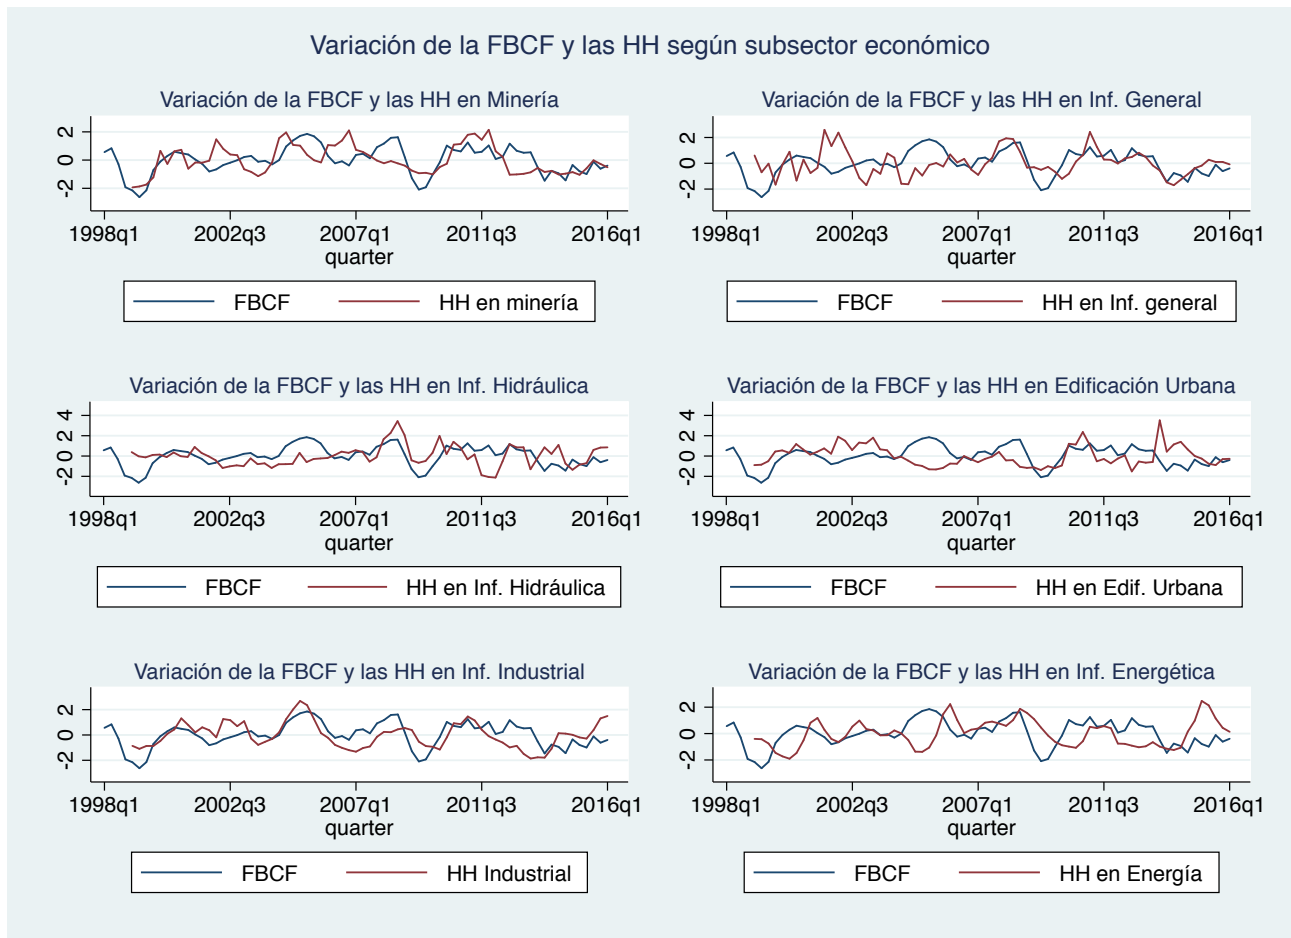 Variación de la FBCF y las HH según subsector económico
Variación de la FBCF y las HH en Minería
2
0
-2
1998q1 2002q3 2007q1 2011q3 2016q1
quarter
FBCF HH en minería
Variación de la FBCF y las HH en Inf. General
2
0
-2
1998q1 2002q3 2007q1 2011q3 2016q1
quarter
FBCF HH en Inf. general
Variación de la FBCF y las HH en Inf. Hidráulica
4
2
0
-2
1998q1 2002q3 2007q1 2011q3 2016q1
quarter
FBCF HH en Inf. Hidráulica
Variación de la FBCF y las HH en Edificación Urbana
4
2
0
-2
1998q1 2002q3 2007q1 2011q3 2016q1
quarter
FBCF HH en Edif. Urbana
Variación de la FBCF y las HH en Inf. Industrial
2
0
-2
1998q1 2002q3 2007q1 2011q3 2016q1
quarter
FBCF HH Industrial
Variación de la FBCF y las HH en Inf. Energética
2
0
-2
1998q1 2002q3 2007q1 2011q3 2016q1
quarter
FBCF HH en Energía